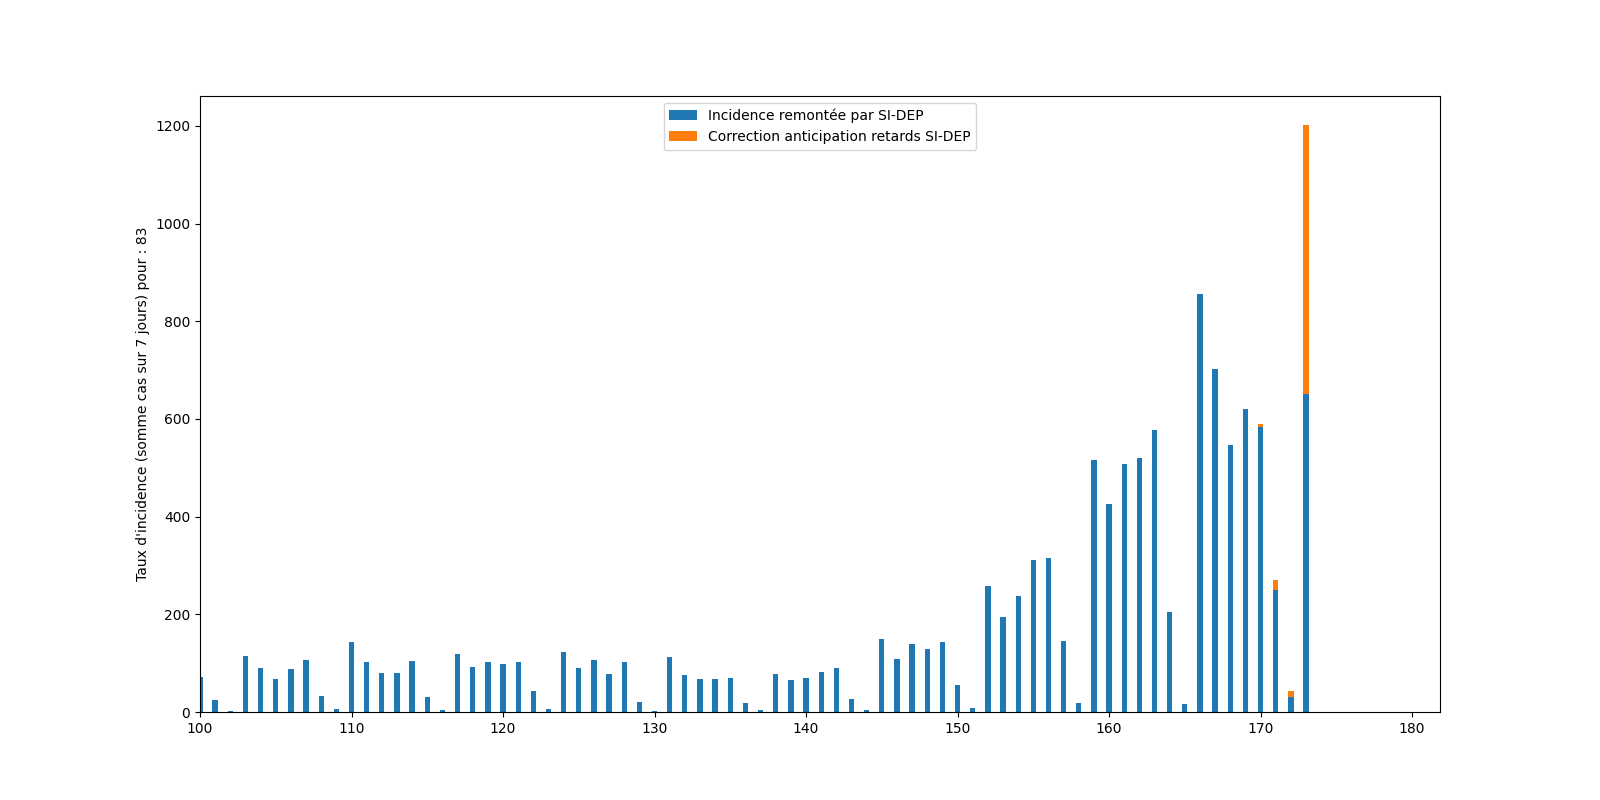 Incidence remontée par SI-DEP
Correction anticipation retards SI-DEP
Taux d'incidence (somme cas sur 7 jours) pour : 83
1200
1000
800
600
400
200
0
100 110 120 130 140 150 160 170 180